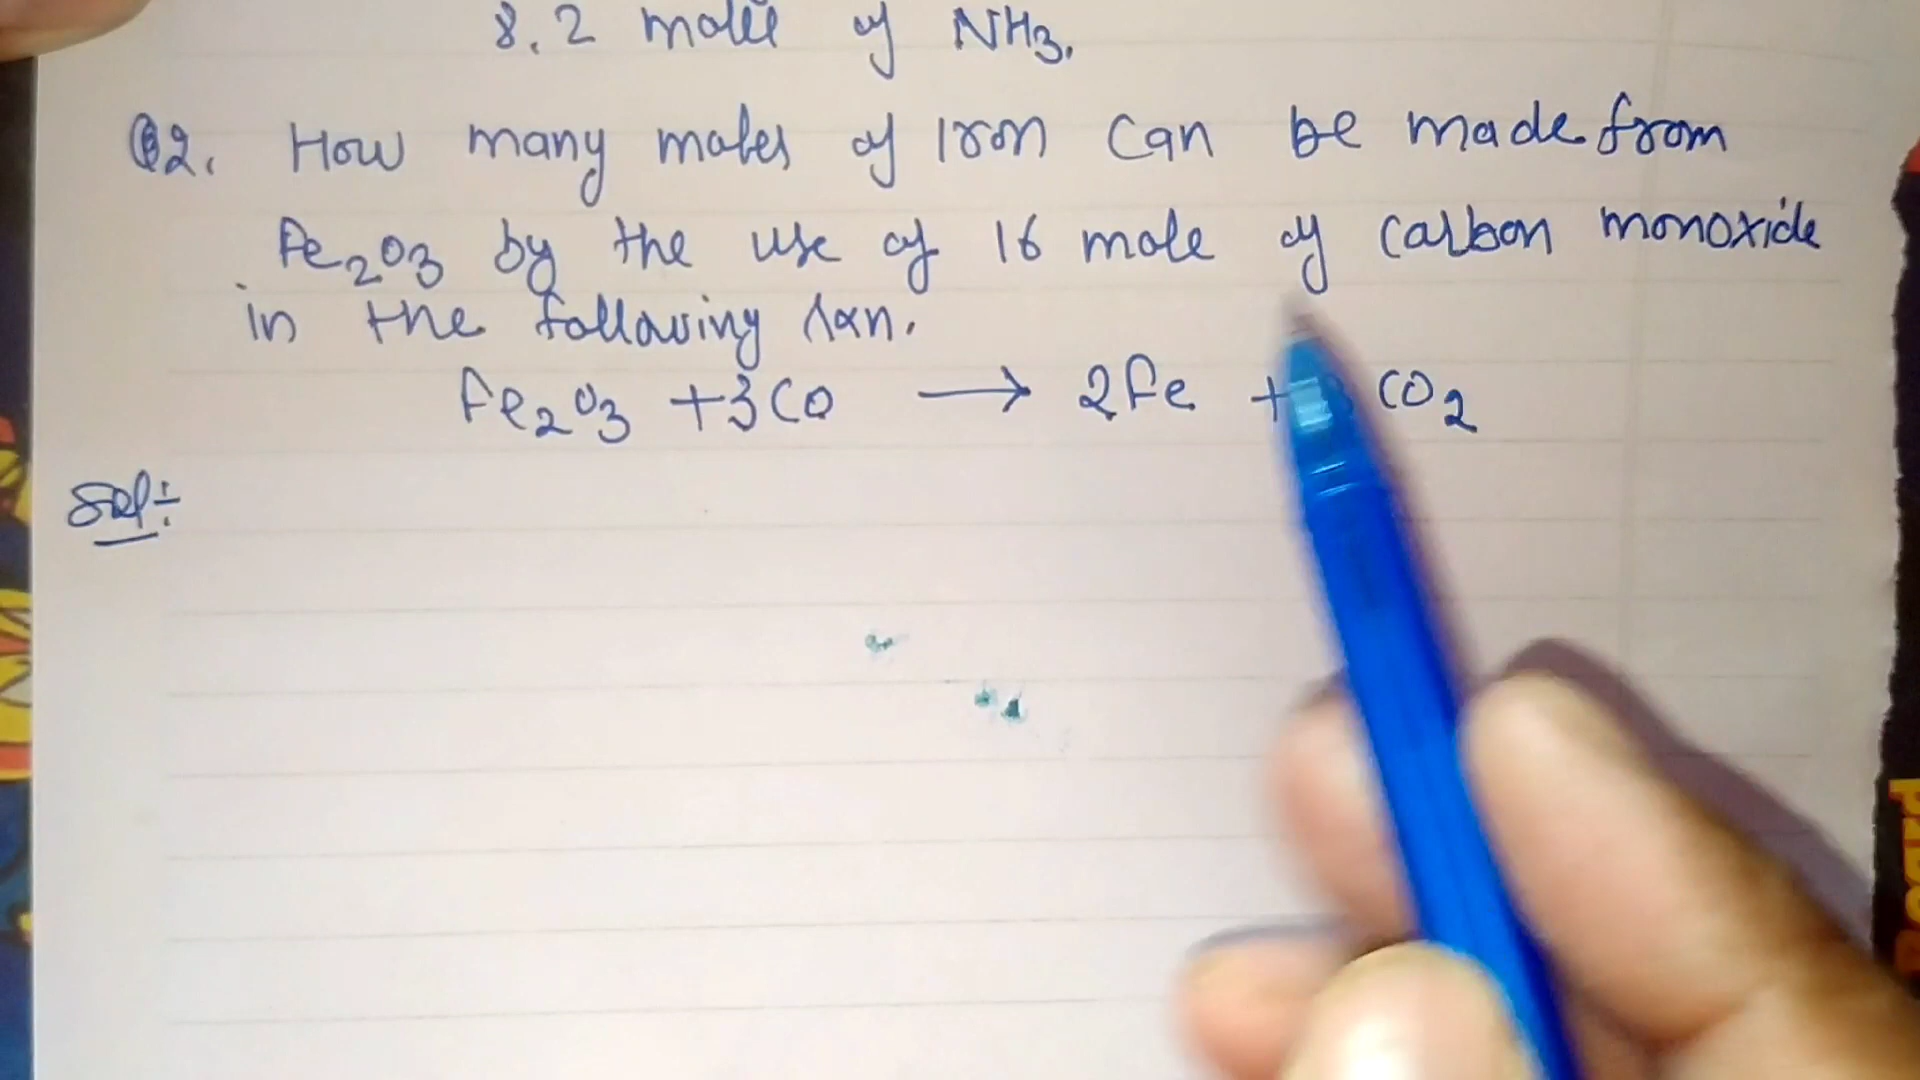 8.2 mole of NH3.
Q2. How many moles of Iron can be made from
Fe2O3 by the use of 16 mole of carbon monoxide
in the following rxn.
Fe2O3 + 3CO → 2Fe + 3 CO2
Sol:-